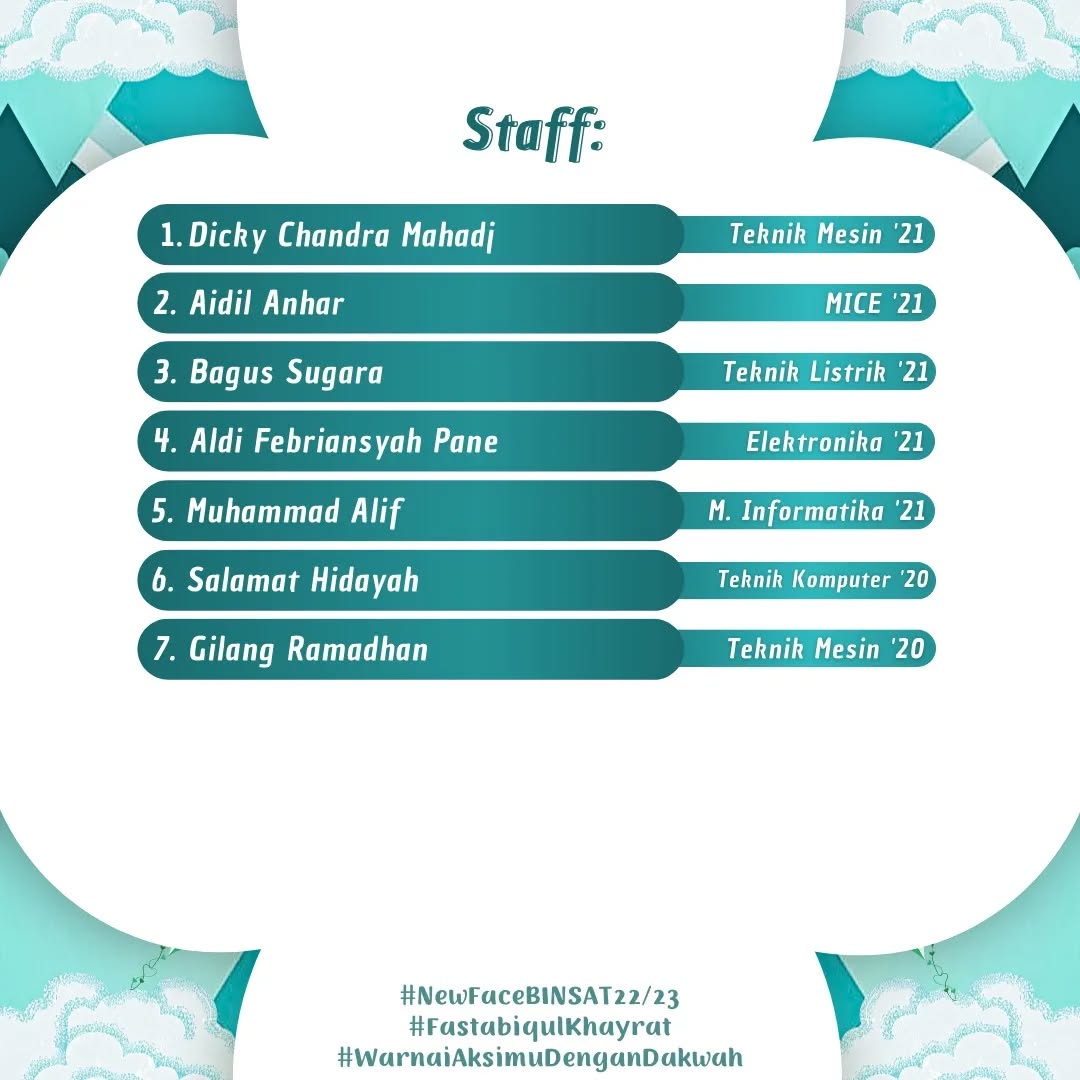 Staff:
1. Dicky Chandra Mahadj Teknik Mesin '21
2. Aidil Anhar MICE '21
3. Bagus Sugara Teknik Listrik '21
4. Aldi Febriansyah Pane Elektronika '21
5. Muhammad Alif M. Informatika '21
6. Salamat Hidayah Teknik Komputer '20
7. Gilang Ramadhan Teknik Mesin '20
#NewFaceBINSAT22/23
#FastabiqulKhayrat
#WarnaiAksimuDenganDakwah